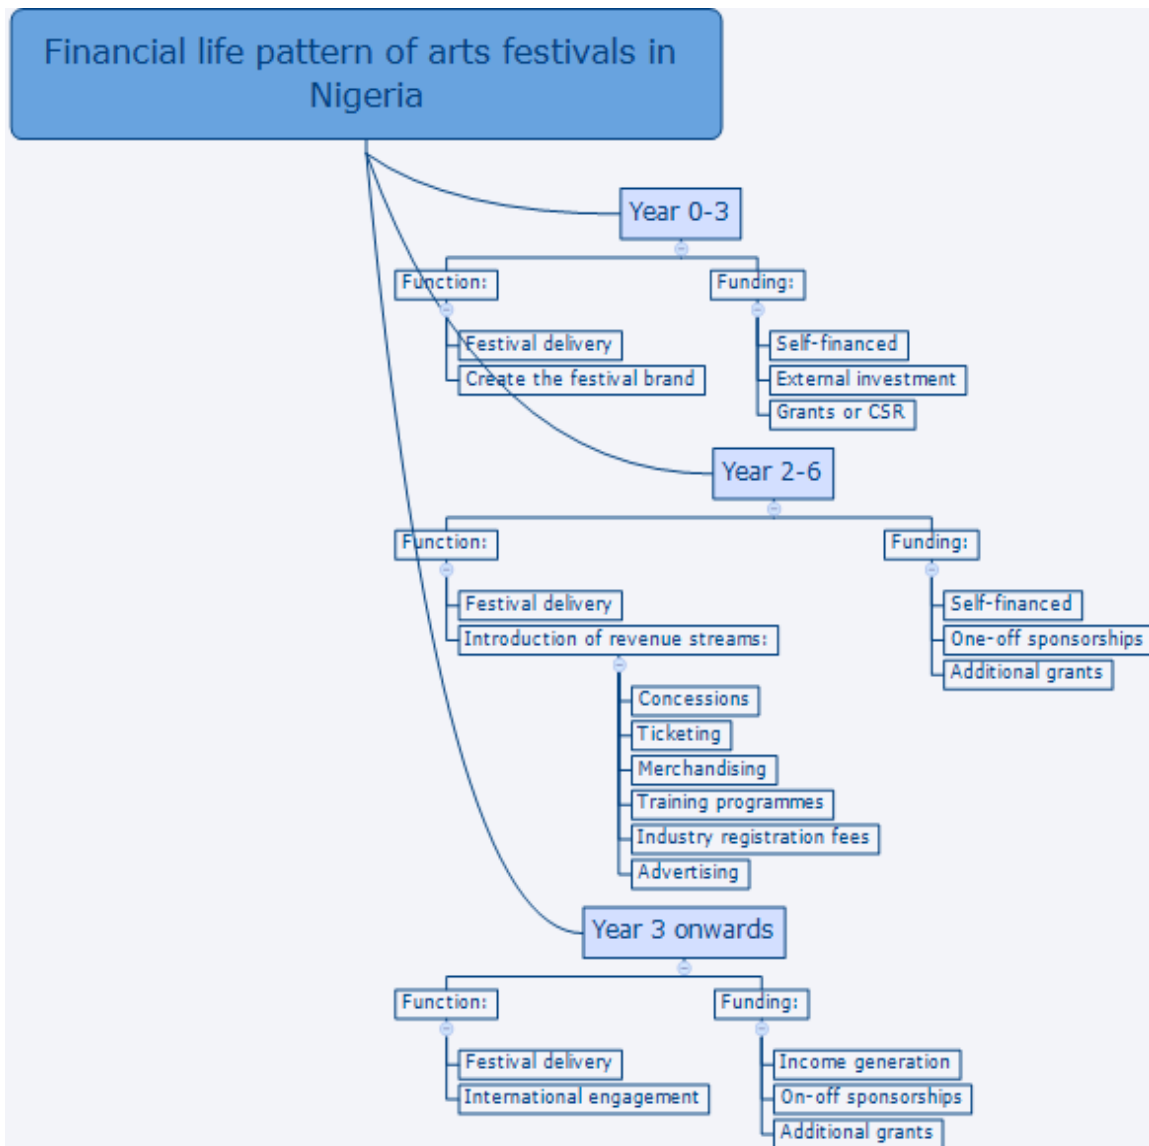 Financial life pattern of arts festivals in
Nigeria
Year 0-3
Function:
Festival delivery
Create the festival brand
Funding:
Self-financed
External investment
Grants or CSR
Year 2-6
Function:
Festival delivery
Introduction of revenue streams:
Concessions
Ticketing
Merchandising
Training programmes
Industry registration fees
Advertising
Funding:
Self-financed
One-off sponsorships
Additional grants
Year 3 onwards
Function:
Festival delivery
International engagement
Funding:
Income generation
On-off sponsorships
Additional grants